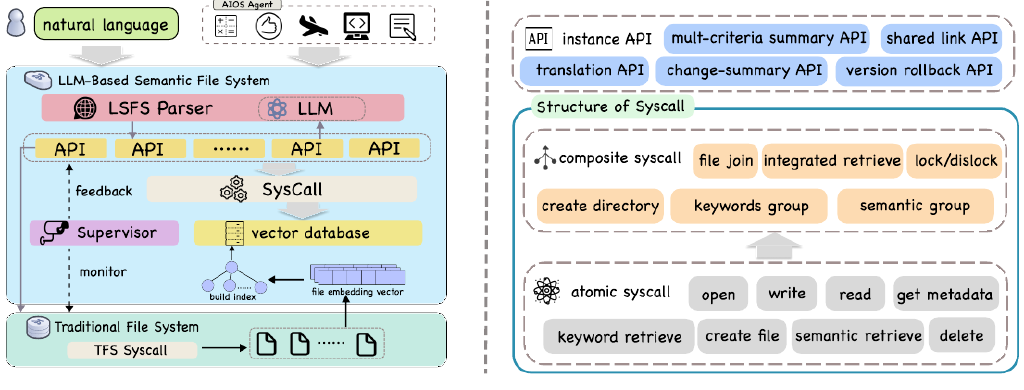 AIOS Agent
natural language
LLM-Based Semantic File System
LSFS Parser
LLM
API
API
......
API
API
feedback
SysCall
Supervisor
vector database
monitor
build index
file embedding vector
Traditional File System
TFS Syscall
......
API instance API mult-criteria summary API shared link API
translation API change-summary API version rollback API
Structure of Syscall
composite syscall file join integrated retrieve lock/dislock
create directory keywords group semantic group
atomic syscall open write read get metadata
keyword retrieve create file semantic retrieve delete